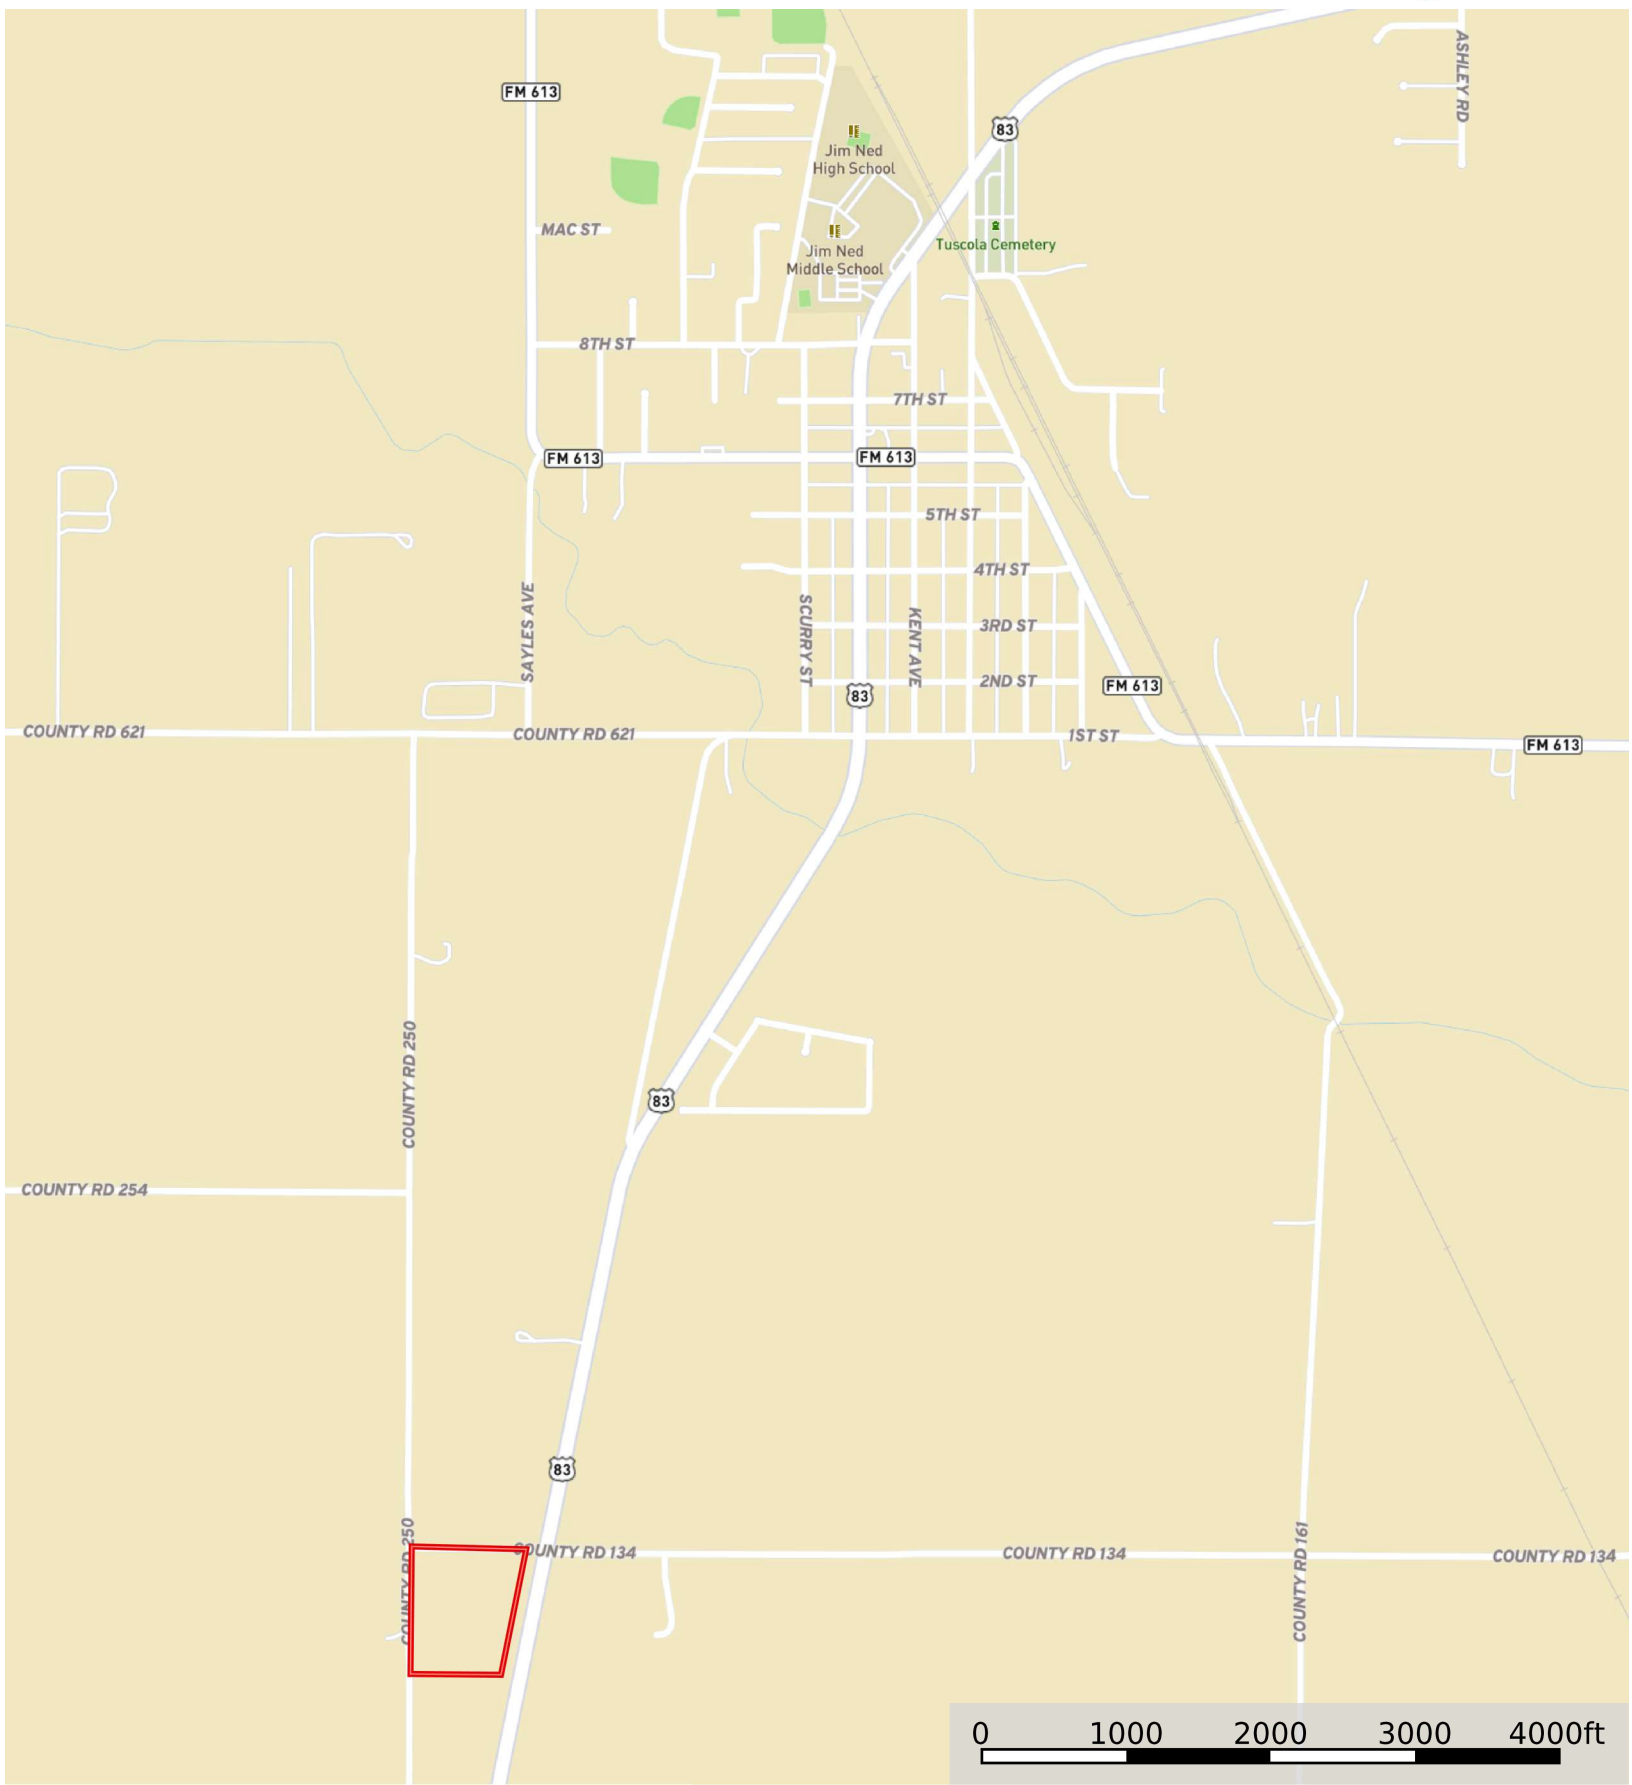 ASHLEY RD
FM 613
83
Jim Ned
High School
MAC ST
Tuscola Cemetery
Jim Ned
Middle School
8TH ST
7TH ST
FM 613
FM 613
5TH ST
4TH ST
SAYLES AVE
SCURRY ST
KENT AVE
3RD ST
2ND ST
FM 613
83
COUNTY RD 621
COUNTY RD 621
1ST ST
FM 613
COUNTY RD 250
83
COUNTY RD 254
83
COUNTY RD 250
COUNTY RD 134
COUNTY RD 134
COUNTY RD 161
COUNTY RD 134
0 1000 2000 3000 4000ft